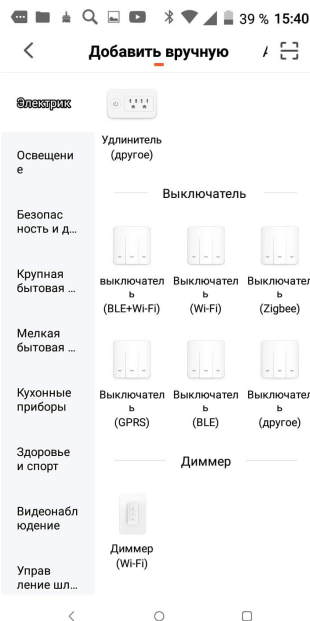 39 % 15:40
Добавить вручную
Электрик
Удлинитель
(другое)
Освещени
е
Выключатель
Безопас
ность и д...
выключател
ь
(BLE+Wi-Fi)
Выключател
ь
(Wi-Fi)
Выключател
ь
(Zigbee)
Крупная
бытовая ...
Мелкая
бытовая ...
Выключател
ь
(GPRS)
Выключател
ь
(BLE)
Выключател
ь
(другое)
Кухонные
приборы
Здоровье
и спорт
Диммер
Видеонабл
юдение
Диммер
(Wi-Fi)
Управ
ление шл...